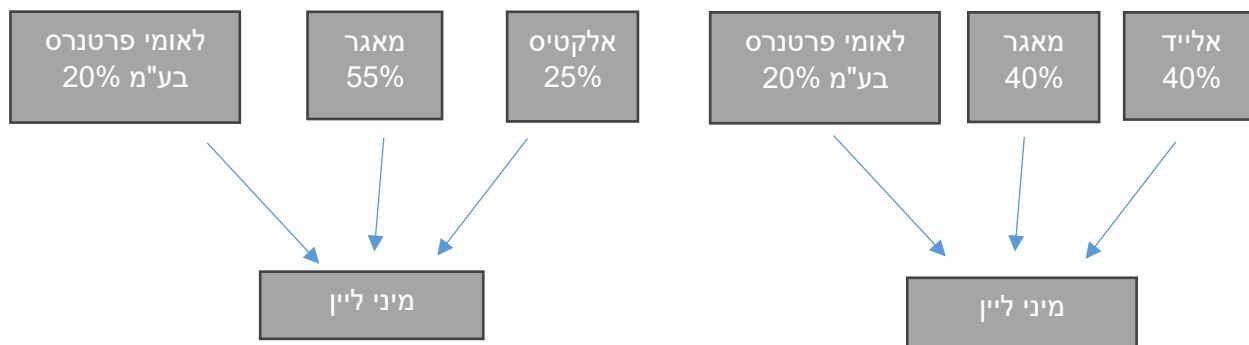 אלייד
40%
מאגר
40%
לאומי פרטנרס
בע"מ 20%
מיני ליין
אלקטיס
25%
מאגר
55%
לאומי פרטנרס
בע"מ 20%
מיני ליין